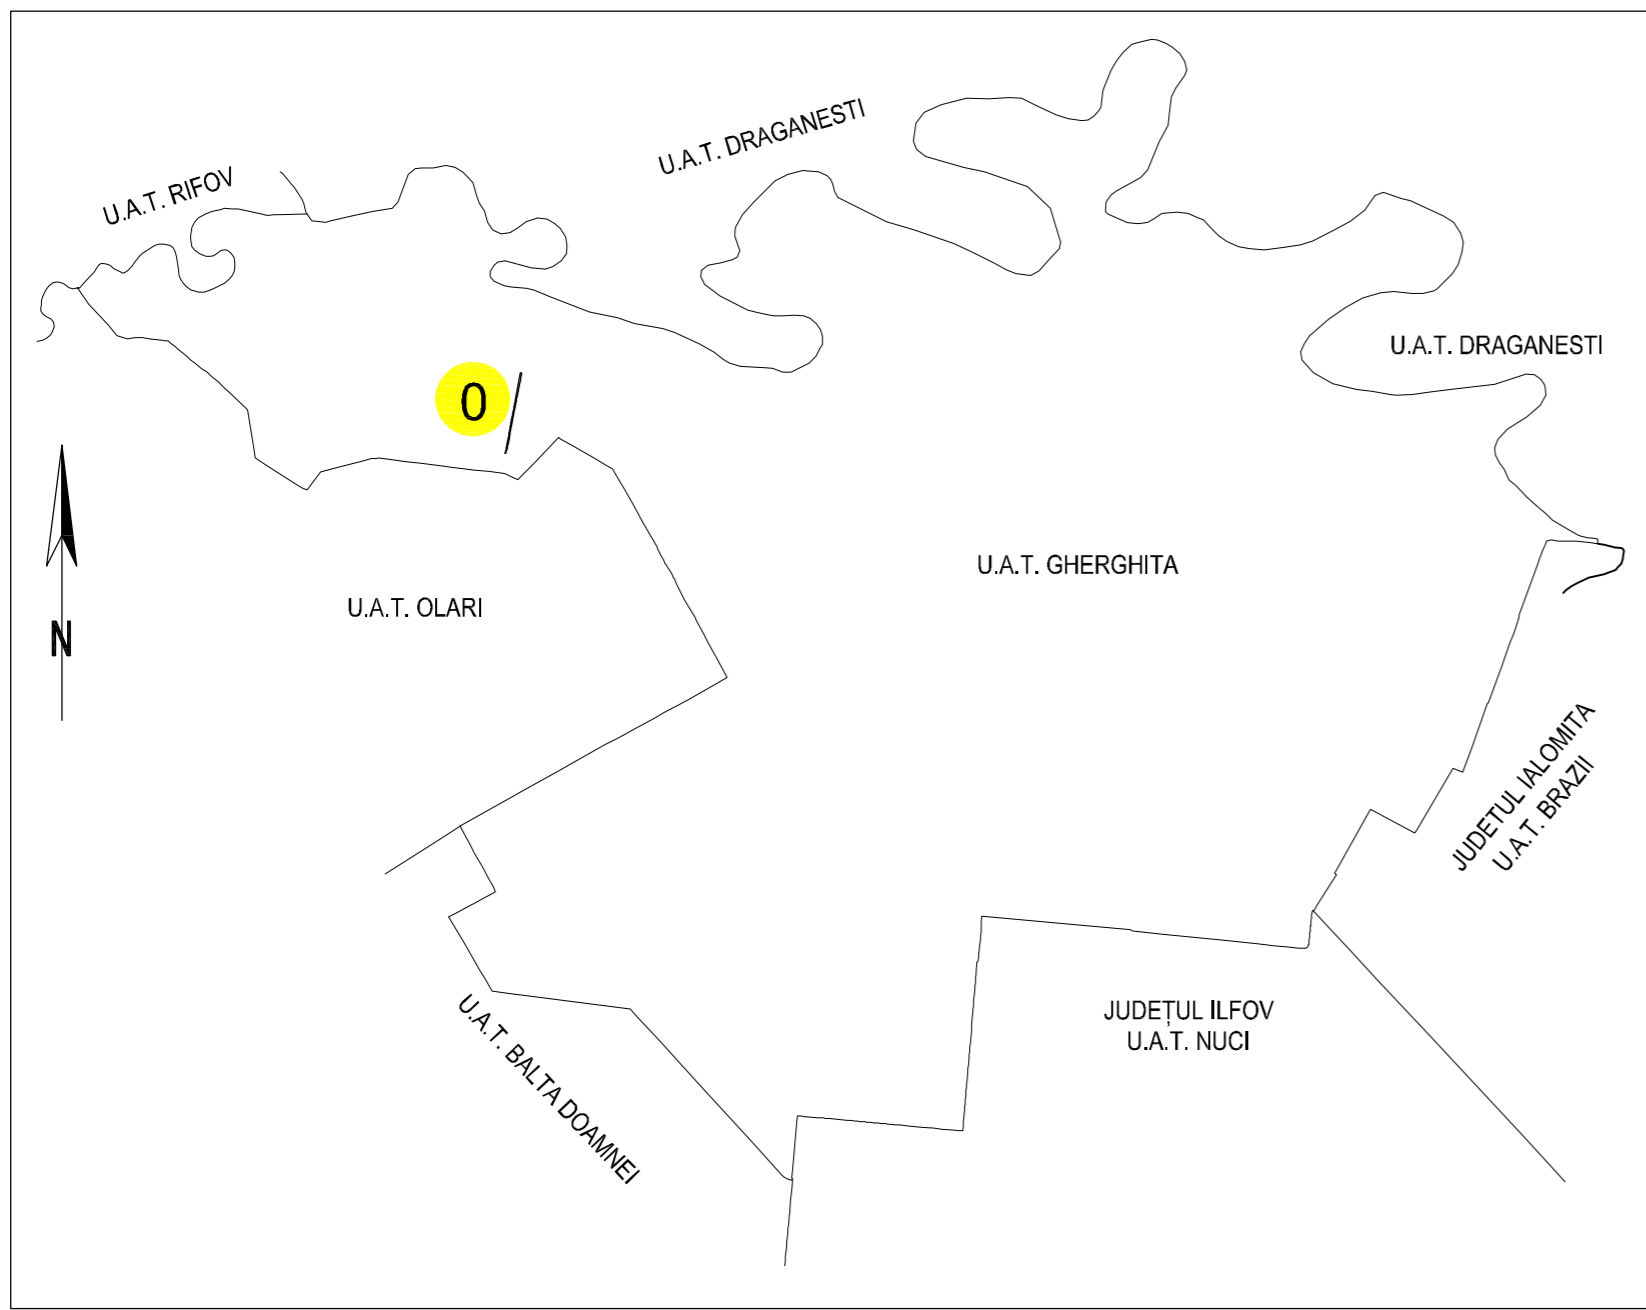 U.A.T. DRAGANESTI
U.A.T. RIFOV
U.A.T. DRAGANESTI
0
U.A.T. GHERGHITA
U.A.T. OLARI
N
JUDETUL IALOMITA
U.A.T. BRAZII
JUDEȚUL ILFOV
U.A.T. NUCI
U.A.T. BALTA DOAMNEI